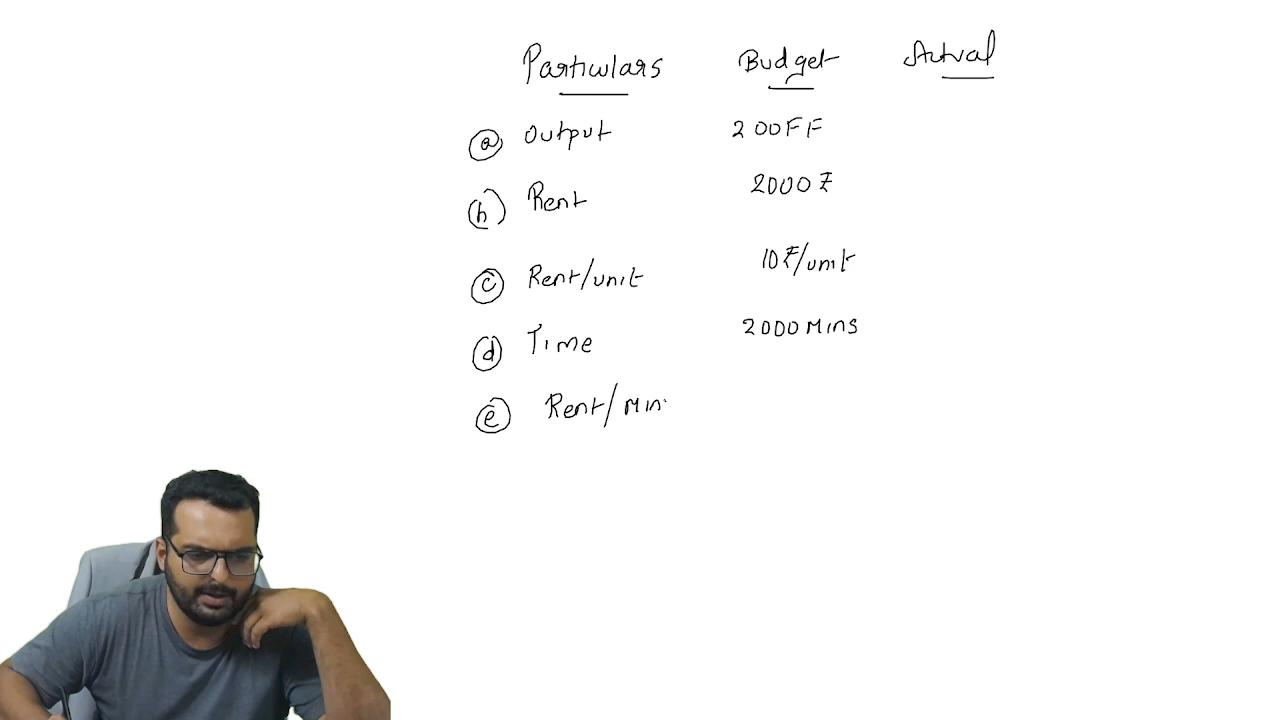 Particulars Budget Actual
(a) Output 200FF
(b) Rent 2000 ₹
(c) Rent/unit 10₹/unit
(d) Time 2000 Mins
(e) Rent/Min